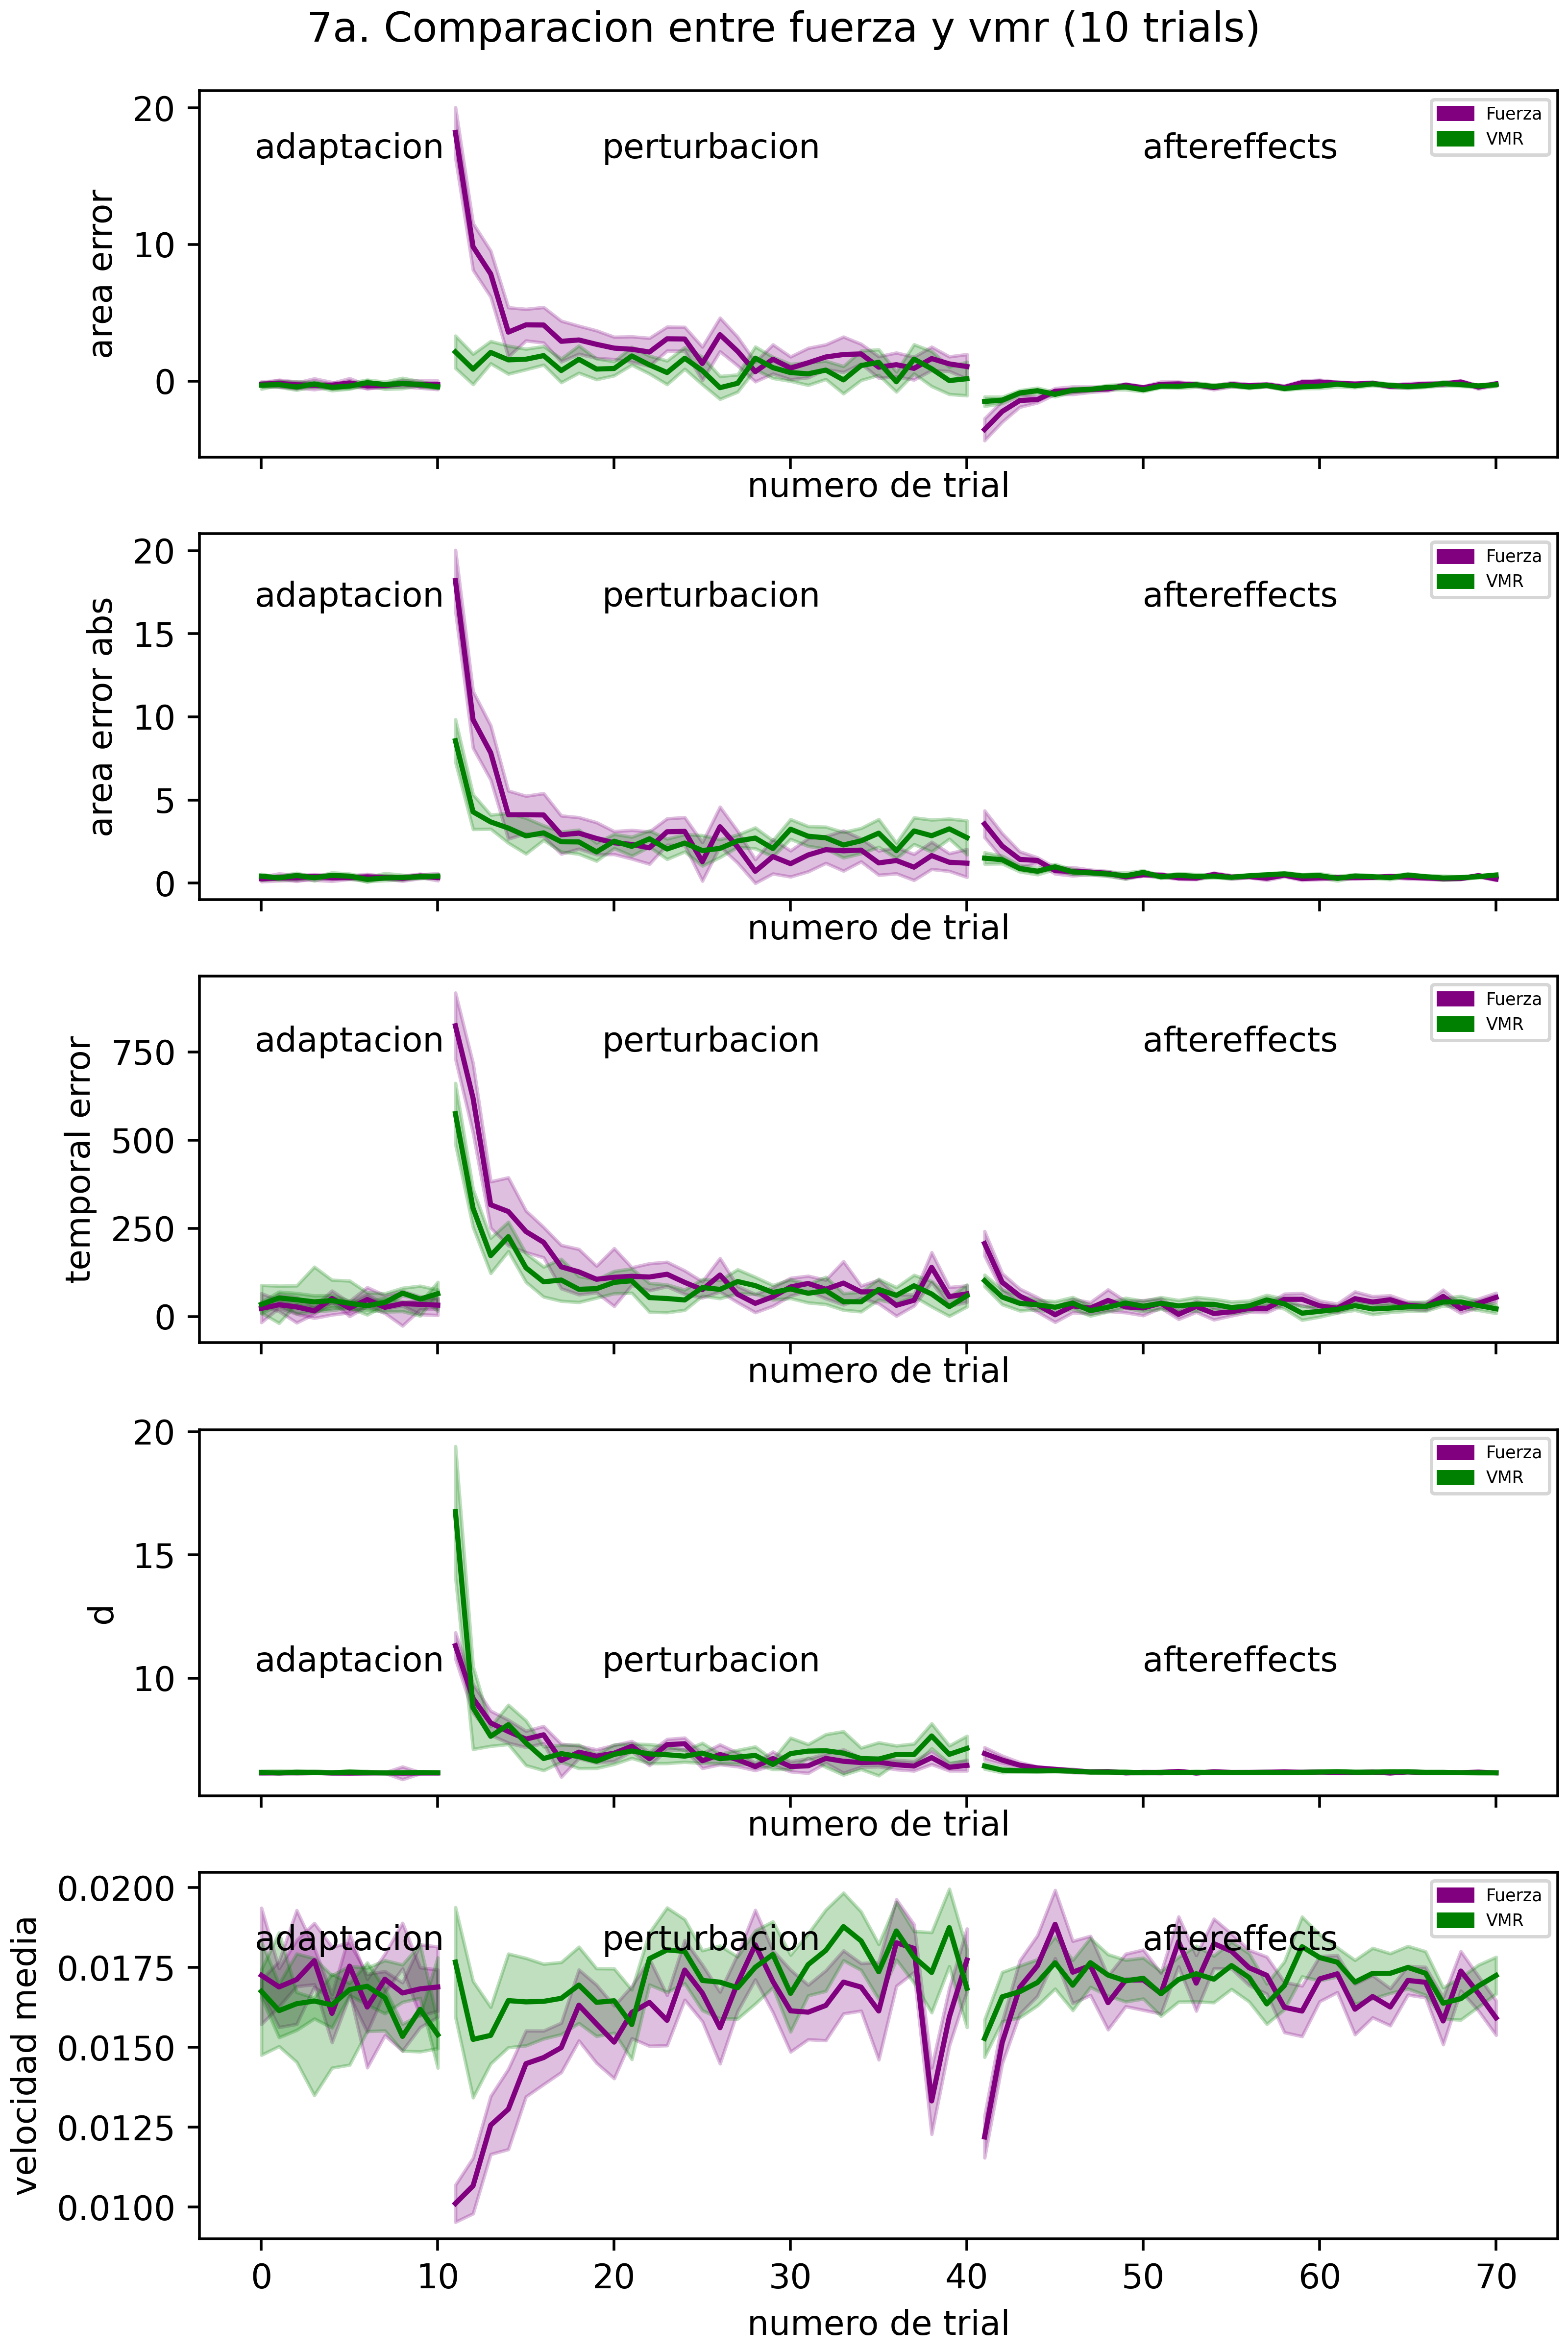 7a. Comparacion entre fuerza y vmr (10 trials)
20
10
0
area error
adaptacion
perturbacion
aftereffects
Fuerza
VMR
numero de trial
20
15
10
5
0
area error abs
adaptacion
perturbacion
aftereffects
Fuerza
VMR
numero de trial
750
500
250
0
temporal error
adaptacion
perturbacion
aftereffects
Fuerza
VMR
numero de trial
20
15
10
d
adaptacion
perturbacion
aftereffects
Fuerza
VMR
numero de trial
0.0200
0.0175
0.0150
0.0125
0.0100
velocidad media
adaptacion
perturbacion
aftereffects
Fuerza
VMR
0 10 20 30 40 50 60 70
numero de trial